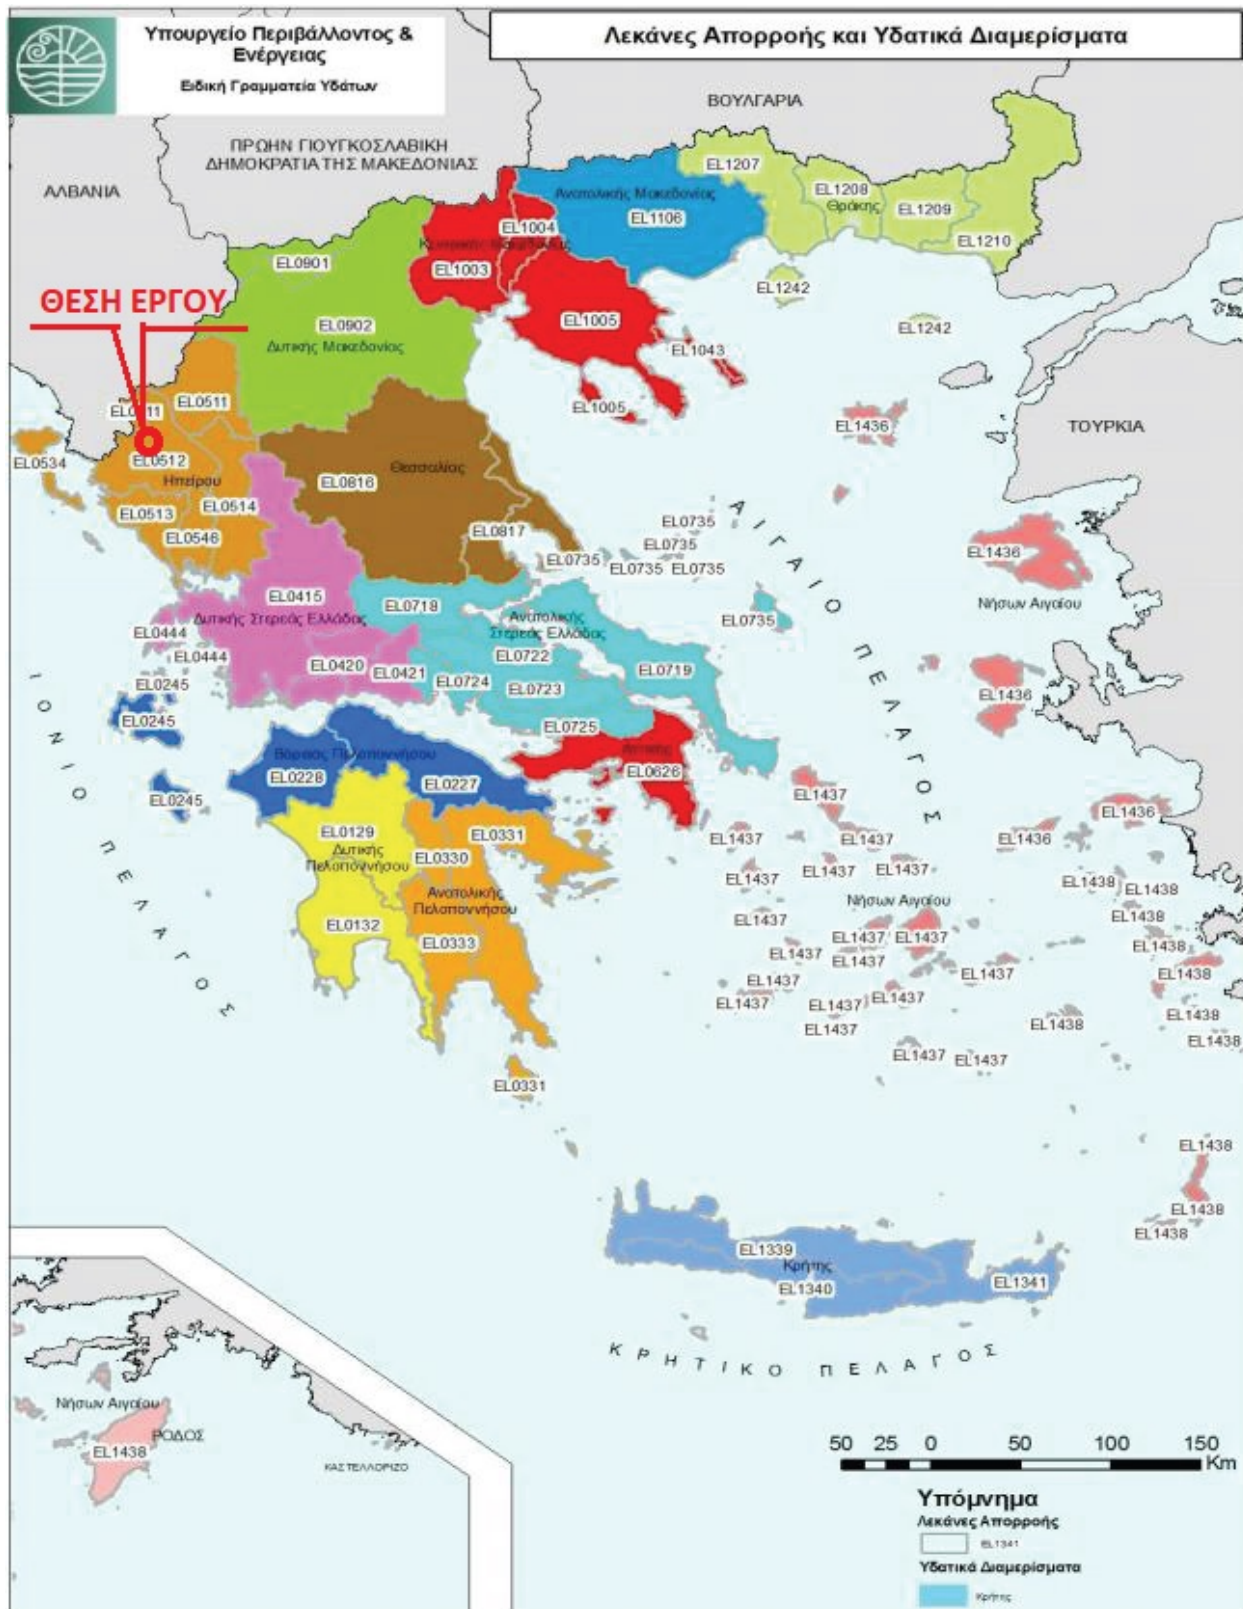 Υπουργείο Περιβάλλοντος &
Ενέργειας
Ειδική Γραμματεία Υδάτων
Λεκάνες Απορροής και Υδατικά Διαμερίσματα
ΒΟΥΛΓΑΡΙΑ
ΠΡΩΗΝ ΓΙΟΥΓΚΟΣΛΑΒΙΚΗ
ΔΗΜΟΚΡΑΤΙΑ ΤΗΣ ΜΑΚΕΔΟΝΙΑΣ
ΑΛΒΑΝΙΑ
EL1207
Ανατολικής Μακεδονίας
EL1106
EL1208
Θράκης
EL1209
EL1210
EL1004
Κεντρικής Μακεδονίας
EL1003
EL0901
EL1242
ΘΕΣΗ ΕΡΓΟΥ
EL0902
Δυτικής Μακεδονίας
EL1005
EL1242
EL1043
EL1005
EL0511
EL1436
ΤΟΥΡΚΙΑ
EL0534
EL0512
Ηπείρου
EL0816
Θεσσαλίας
EL0513
EL0514
EL0546
EL0817
EL0735
EL0735
EL0735
EL0735
EL0735
ΑΙΓΑΙΟ ΠΕΛΑΓΟΣ
EL1436
Νήσων Αιγαίου
EL0415
Δυτικής Στερεάς Ελλάδας
EL0718
Ανατολικής
Στερεάς Ελλάδας
EL0735
EL0444
EL0444
EL0420
EL0421
EL0722
EL0724
EL0723
EL0719
EL0725
EL1436
EL0245
EL0245
EL0245
ΙΟΝΙΟ ΠΕΛΑΓΟΣ
Βόρειας Πελοποννήσου
EL0228
EL0227
Αττικής
EL0626
EL0129
Δυτικής
Πελοποννήσου
EL0331
EL0330
Ανατολικής
Πελοποννήσου
EL0132
EL0333
EL0331
EL1437
EL1437
EL1437
EL1436
EL1436
EL1437
EL1437
EL1437
EL1438
EL1438
Νήσων Αιγαίου
EL1437
EL1437
EL1437
EL1438
EL1437
EL1437
EL1438
EL1437
EL1437
EL1438
EL1437
EL1437
EL1437
EL1438
EL1437
EL1438
EL1438
EL1437
EL1437
EL1438
EL1438
EL1438
EL1339
Κρήτης
EL1340
EL1341
ΚΡΗΤΙΚΟ ΠΕΛΑΓΟΣ
Νήσων Αιγαίου
ΡΟΔΟΣ
EL1438
ΚΑΣΤΕΛΛΟΡΙΖΟ
50 25 0 50 100 150
Km
Υπόμνημα
Λεκάνες Απορροής
EL1341
Υδατικά Διαμερίσματα
Κρήτης